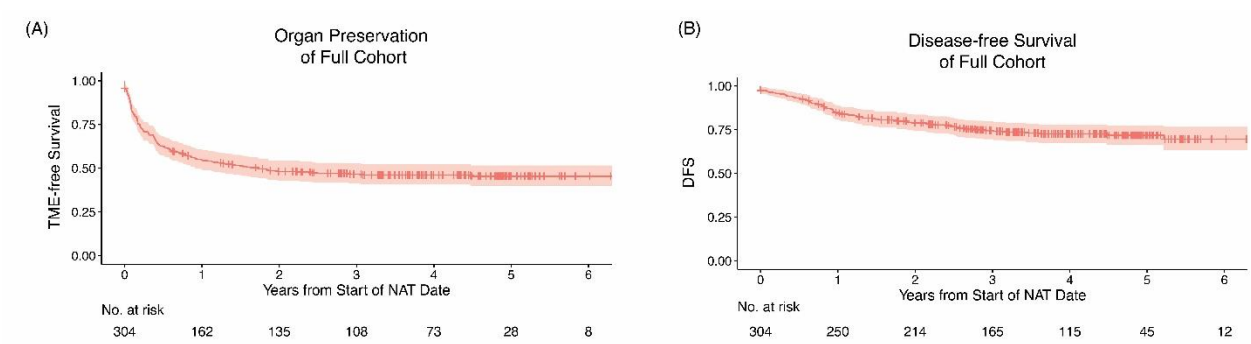 (A)
Organ Preservation
of Full Cohort
1.00
0.75
0.50
0.25
0.00
TME-free Survival
0 1 2 3 4 5 6
Years from Start of NAT Date
No. at risk
304 162 135 108 73 28 8
(B)
Disease-free Survival
of Full Cohort
1.00
0.75
0.50
0.25
0.00
DFS
0 1 2 3 4 5 6
Years from Start of NAT Date
No. at risk
304 250 214 165 115 45 12